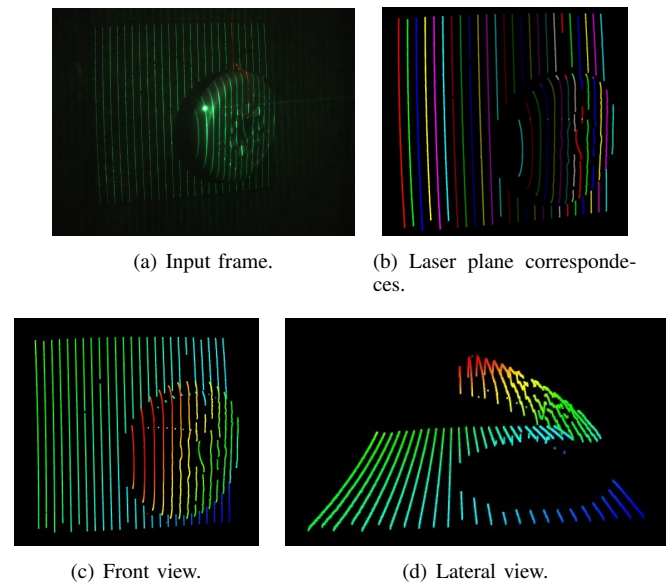 (a) Input frame.
(b) Laser plane corresponde-
ces.
(c) Front view.
(d) Lateral view.